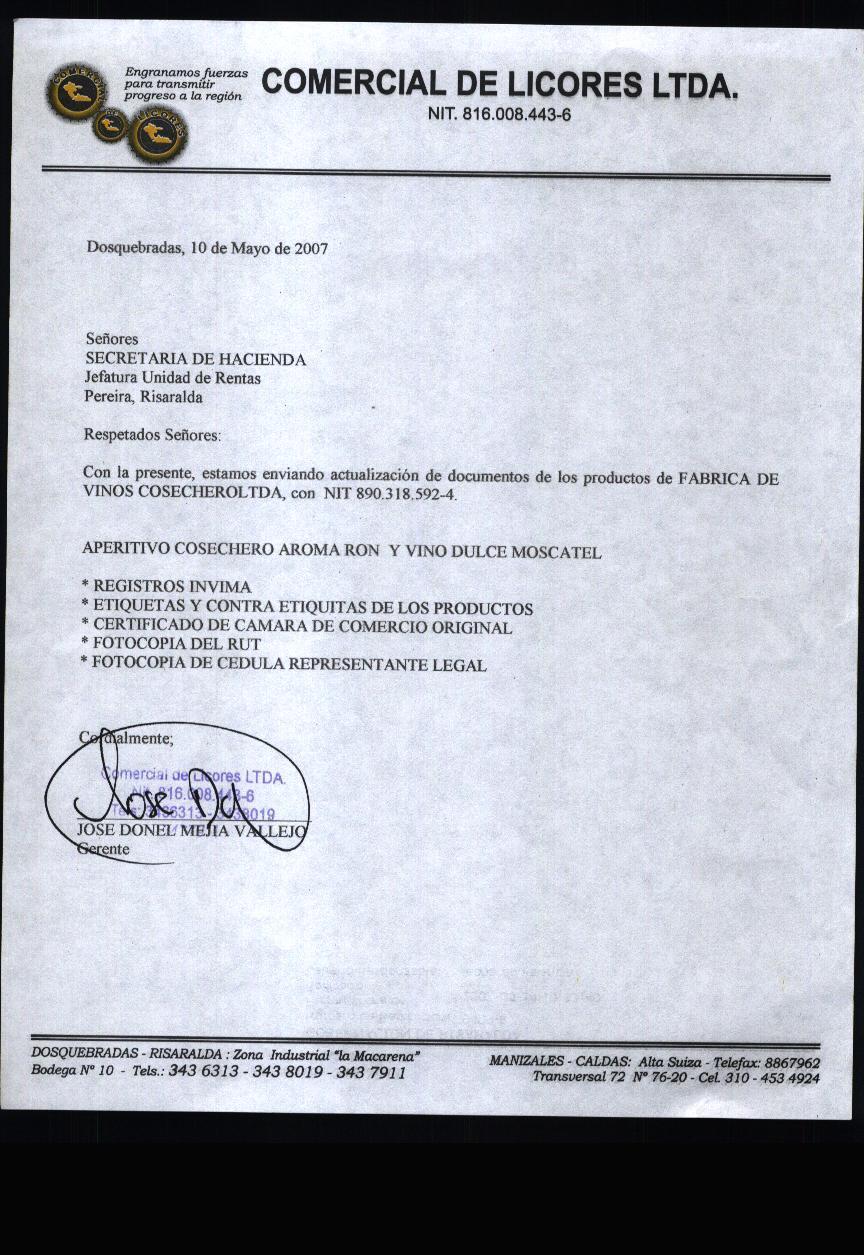 COMERCIAL DE LICORES
Engranamos fuerzas
para transmitir
progreso a la región
COMERCIAL DE LICORES LTDA.
NIT. 816.008.443-6
Dosquebradas, 10 de Mayo de 2007
Señores
SECRETARIA DE HACIENDA
Jefatura Unidad de Rentas
Pereira, Risaralda
Respetados Señores:
Con la presente, estamos enviando actualización de documentos de los productos de FABRICA DE
VINOS COSECHEROLTDA, con NIT 890.318.592-4.
APERITIVO COSECHERO AROMA RON Y VINO DULCE MOSCATEL
* REGISTROS INVIMA
* ETIQUETAS Y CONTRA ETIQUITAS DE LOS PRODUCTOS
* CERTIFICADO DE CAMARA DE COMERCIO ORIGINAL
* FOTOCOPIA DEL RUT
* FOTOCOPIA DE CEDULA REPRESENTANTE LEGAL
Cordialmente;
Comercial de Licores LTDA.
Nit. 816.008.443-6
Tels: 3436313 - 3438019
Jose
JOSE DONEL MEJIA VALLEJO
Gerente
DOSQUEBRADAS - RISARALDA : Zona Industrial "la Macarena"
Bodega Nº 10 - Tels.: 343 6313 - 343 8019 - 343 7911
MANIZALES - CALDAS: Alta Suiza - Telefax: 8867962
Transversal 72 Nº 76-20 - Cel. 310 - 453 4924